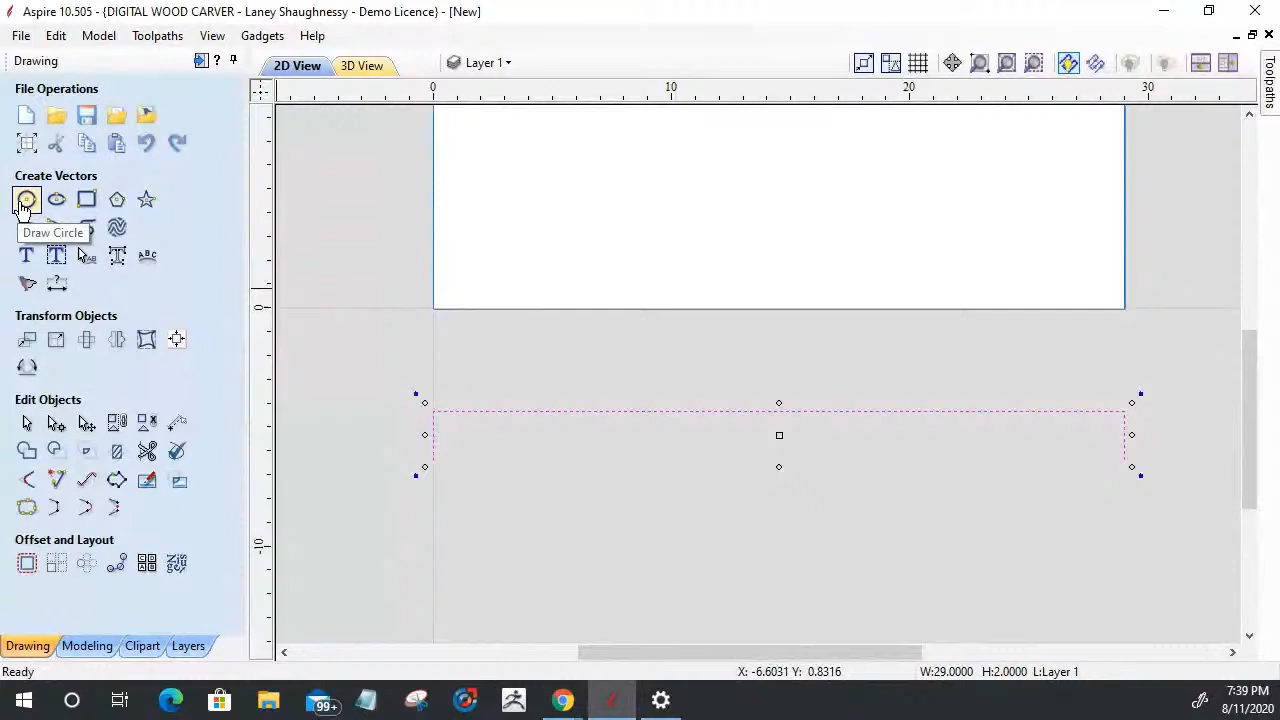 Aspire 10.505 - {DIGITAL WOOD CARVER - Laney Shaughnessy - Demo Licence} - [New]
File Edit Model Toolpaths View Gadgets Help
Drawing
2D View 3D View Layer 1
File Operations
0 10 20 30
Create Vectors
Draw Circle
Transform Objects
0
Edit Objects
-10
Offset and Layout
Drawing Modeling Clipart Layers
Toolpaths
Ready X: -6.6031 Y: 0.8316 W:29.0000 H:2.0000 L:Layer 1
99+
7:39 PM
8/11/2020